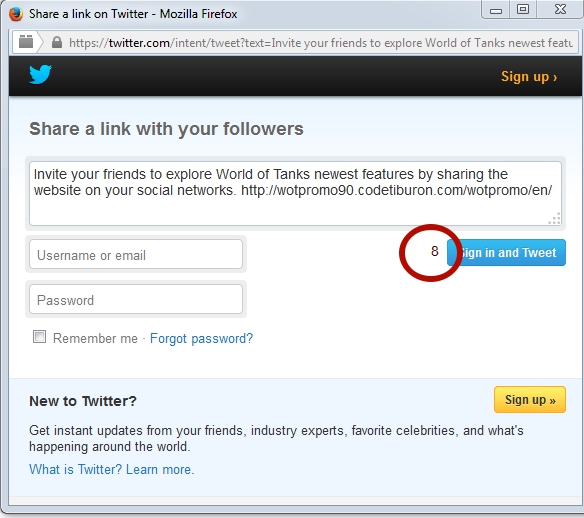 Share a link on Twitter - Mozilla Firefox
https://twitter.com/intent/tweet?text=Invite your friends to explore World of Tanks newest featu
Sign up ›
Share a link with your followers
Invite your friends to explore World of Tanks newest features by sharing the
website on your social networks. http://wotpromo90.codetiburon.com/wotpromo/en/
Username or email
8
Sign in and Tweet
Password
Remember me · Forgot password?
New to Twitter?
Sign up »
Get instant updates from your friends, industry experts, favorite celebrities, and what's
happening around the world.
What is Twitter? Learn more.